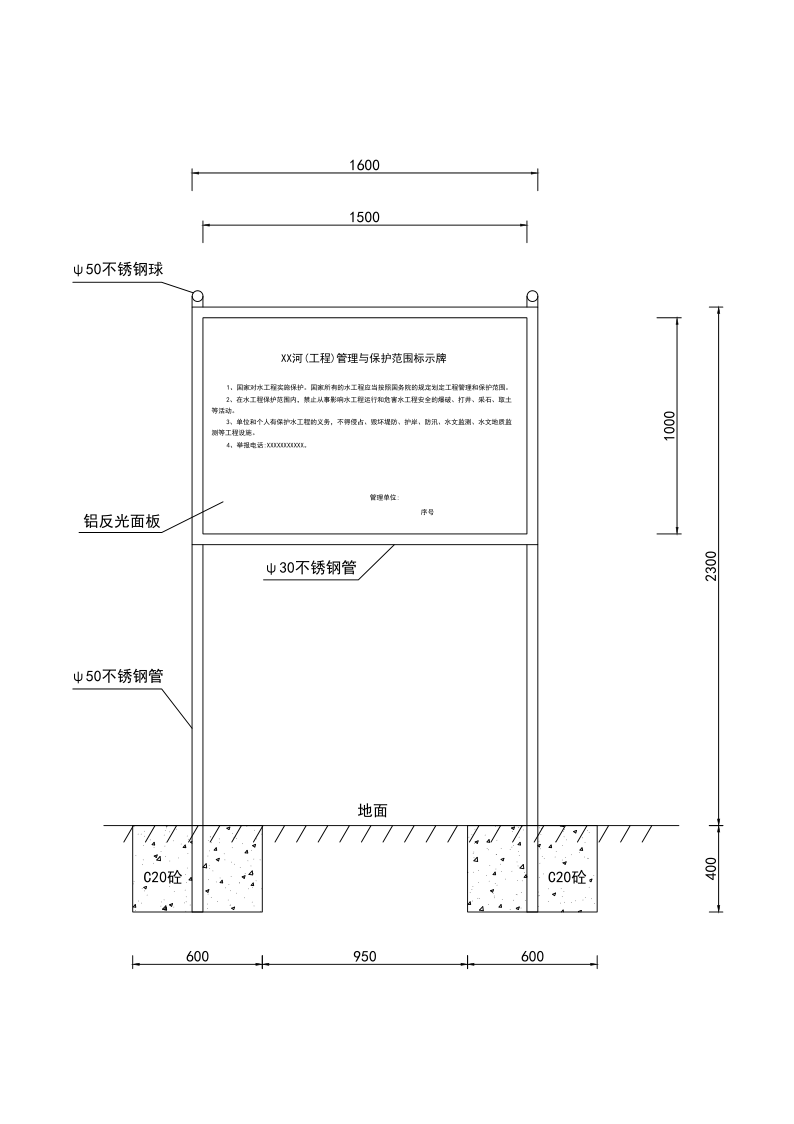 1600
1500
ψ50不锈钢球
XX河(工程)管理与保护范围标示牌
1、国家对水工程实施保护。国家所有的水工程应当按照国务院的规定划定工程管理和保护范围。
2、在水工程保护范围内，禁止从事影响水工程运行和危害水工程安全的爆破、打井、采石、取土
等活动。
3、单位和个人有保护水工程的义务，不得侵占、毁坏堤防、护岸、防汛、水文监测、水文地质监
测等工程设施。
4、举报电话:XXXXXXXXXXX。
管理单位:
序号
1000
铝反光面板
ψ30不锈钢管
2300
ψ50不锈钢管
地面
C20砼
C20砼
400
600
950
600